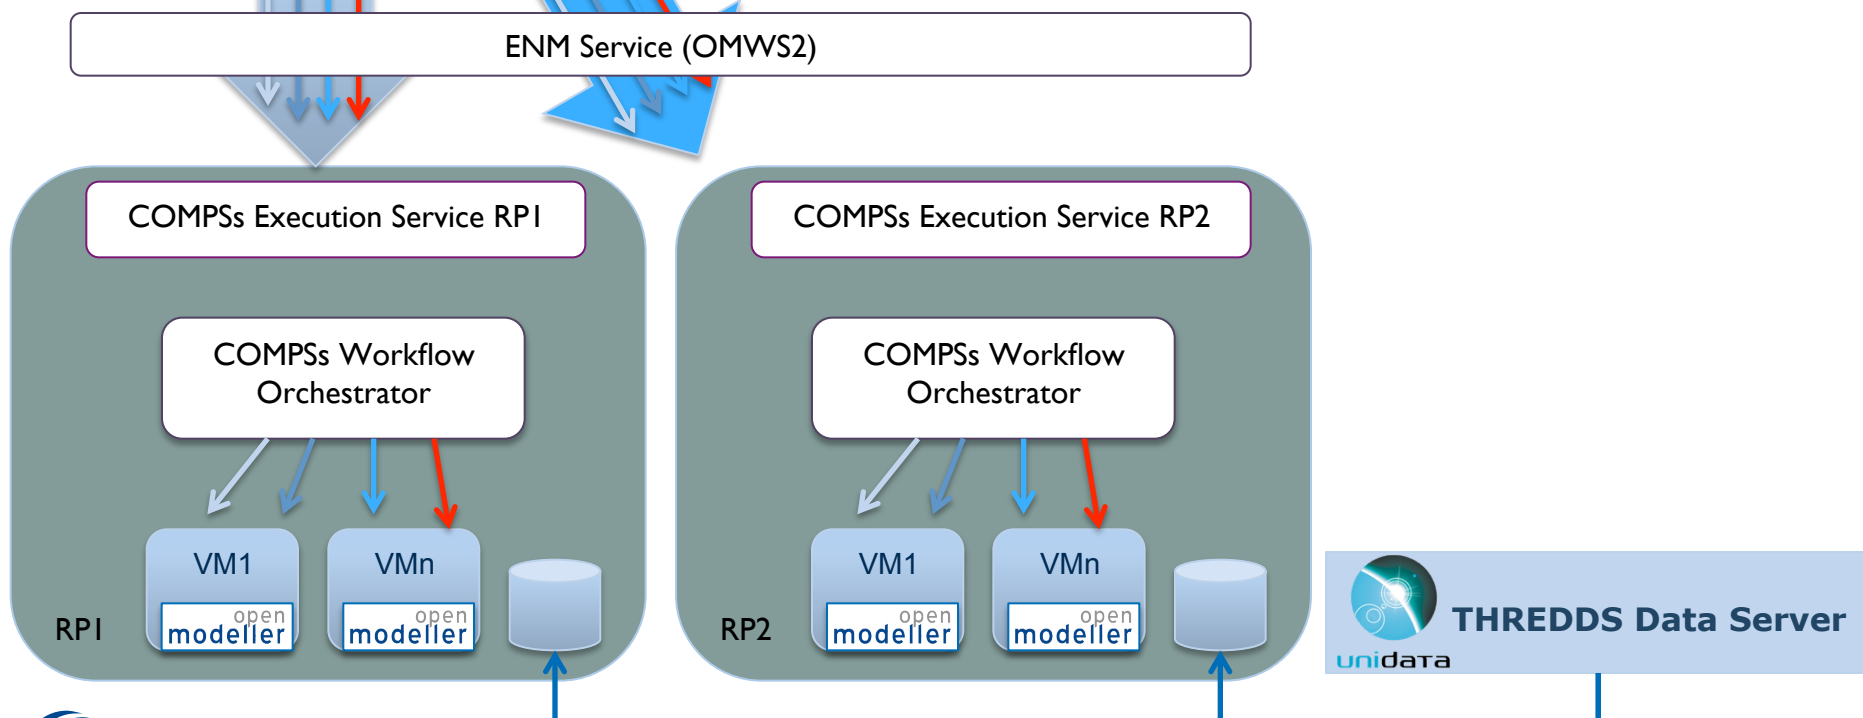 ENM Service (OMWS2)
COMPSs Execution Service RP1
COMPSs Execution Service RP2
COMPSs Workflow
Orchestrator
COMPSs Workflow
Orchestrator
VM1
VMn
VM1
VMn
open
modeller
open
modeller
open
modeller
open
modeller
RP1
RP2
THREDDS Data Server
unidata